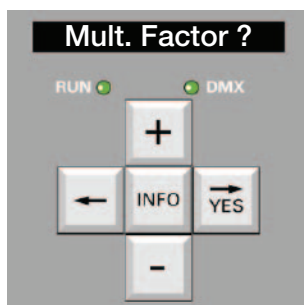 Mult. Factor ?
RUN DMX
+
← INFO → YES
-